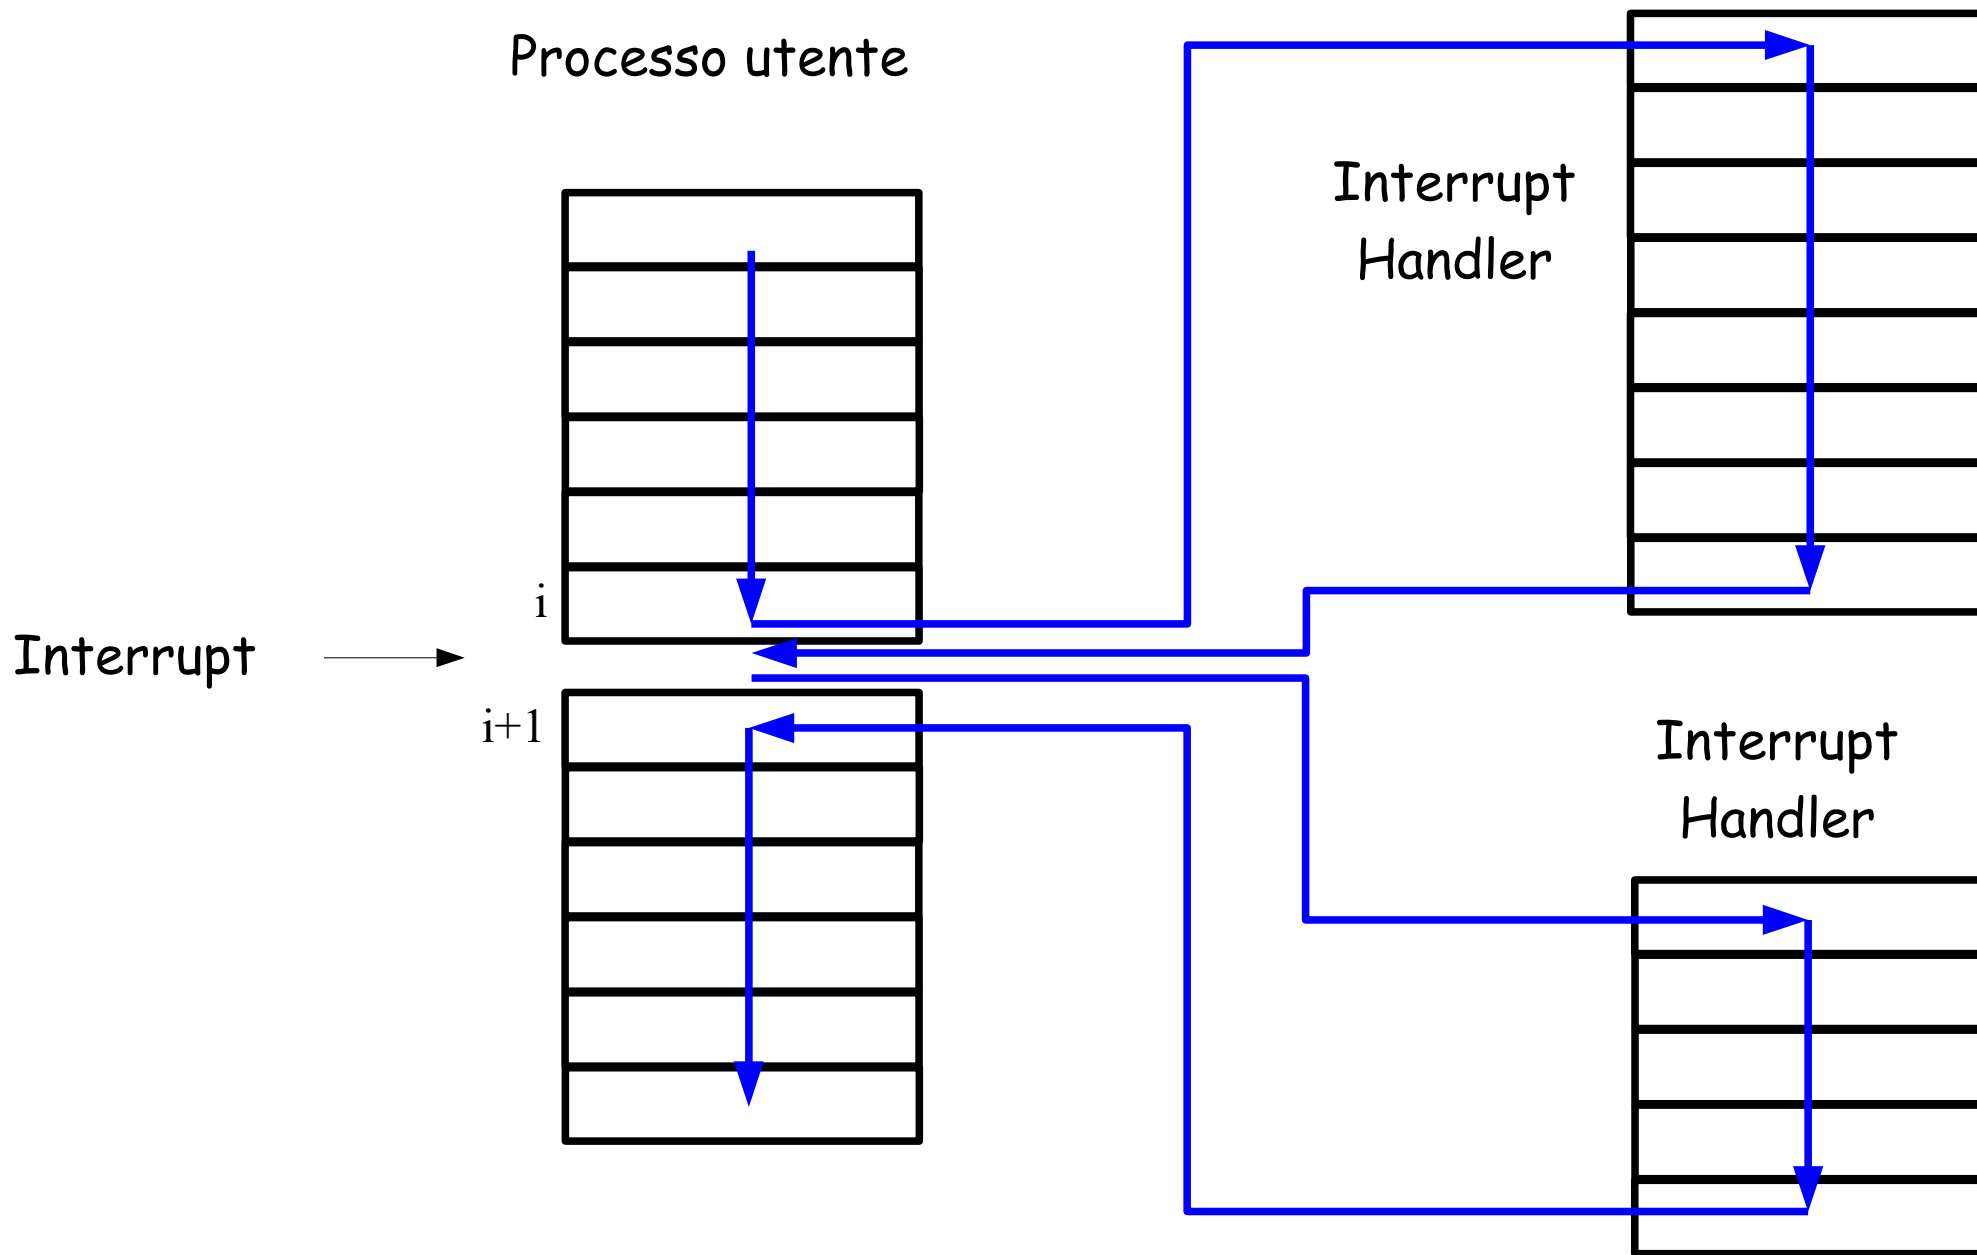 Processo utente
Interrupt
Handler
i
Interrupt
i+1
Interrupt
Handler